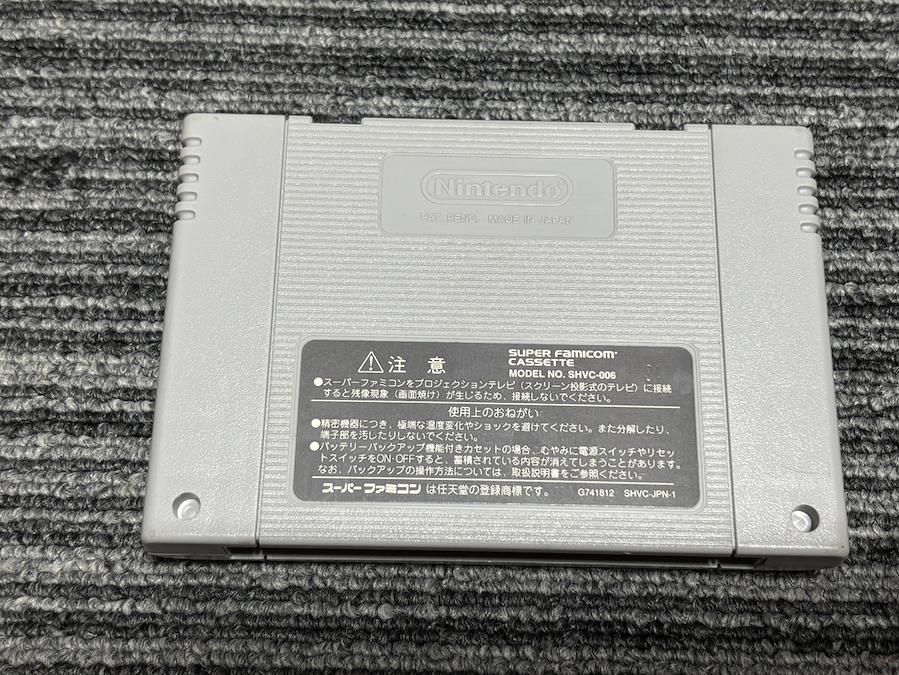 Nintendo
PAT. PEND. MADE IN JAPAN
注意
SUPER FAMICOM
CASSETTE
MODEL NO. SHVC-006
●スーパーファミコンをプロジェクションテレビ（スクリーン投影式のテレビ）に接続
すると残像現象（画面焼け）が生じるため、接続しないでください。
使用上のおねがい
●精密機器につき、極端な温度変化やショックを避けてください。また分解したり、
端子部を汚したりしないでください。
●バッテリーバックアップ機能付きカセットの場合、むやみに電源スイッチやリセッ
トスイッチをON・OFFすると、蓄積されている内容が消えてしまうことがあります。
なお、バックアップの操作方法については、取扱説明書をご参照ください。
スーパーファミコンは任天堂の登録商標です。 G741812 SHVC-JPN-1